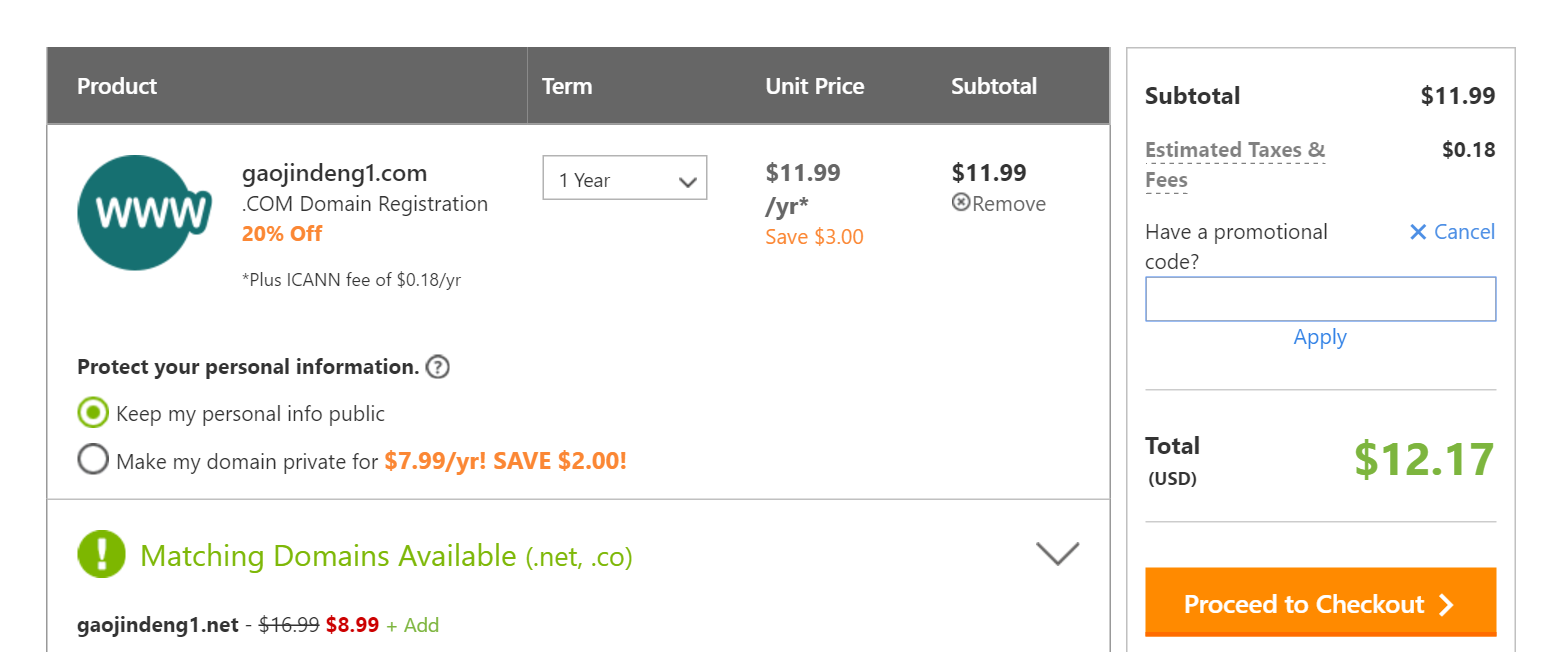 Product Term Unit Price Subtotal
www
gaojindeng1.com
.COM Domain Registration
20% Off
*Plus ICANN fee of $0.18/yr
1 Year
$11.99
/yr*
Save $3.00
$11.99
Remove
Protect your personal information. ?
Keep my personal info public
Make my domain private for $7.99/yr! SAVE $2.00!
! Matching Domains Available (.net, .co)
gaojindeng1.net - $16.99 $8.99 + Add
Subtotal $11.99
Estimated Taxes & $0.18
Fees
Have a promotional Cancel
code?
Apply
Total $12.17
(USD)
Proceed to Checkout